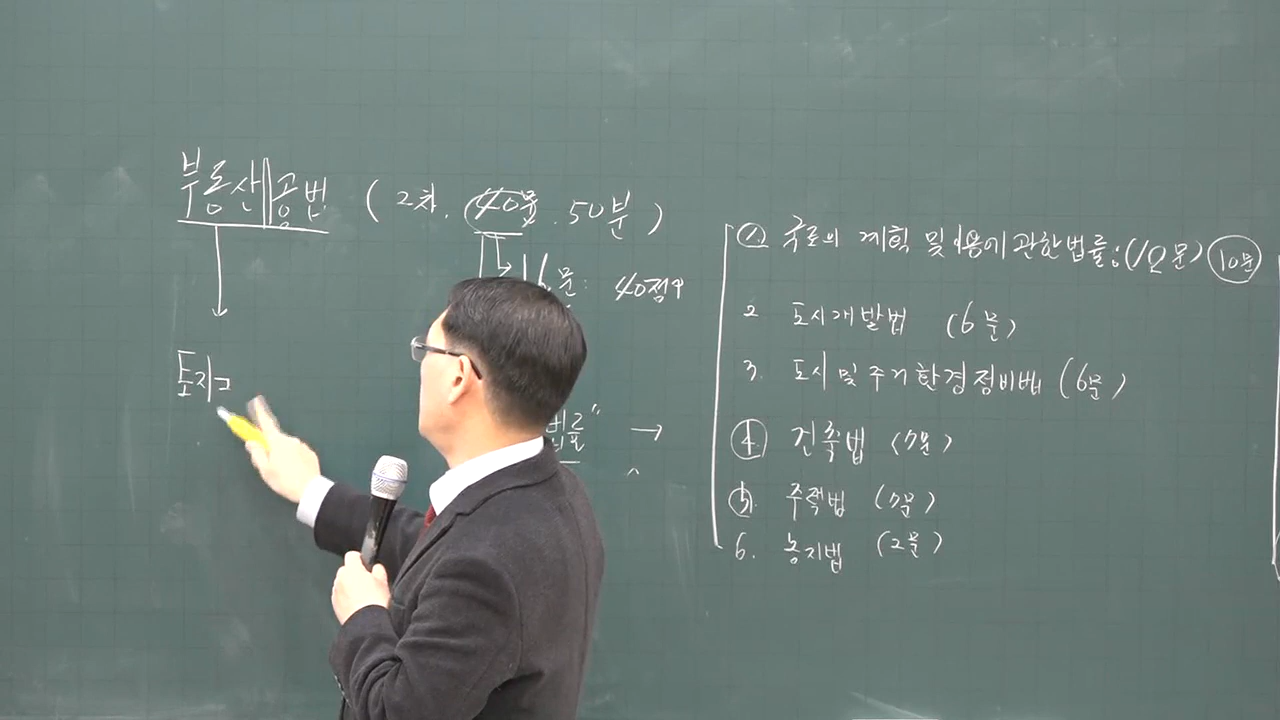 부동산공법 ( 2차. 40문. 50분 )
16문: 40점↑
토지
법률" →
① 국토의 계획 및 이용에 관한 법률: (12문) 10문
2 도시개발법 (6문)
3. 도시 및 주거환경정비법 (6문)
④ 건축법 (7문)
⑤ 주택법 (7문)
6. 농지법 (2문)